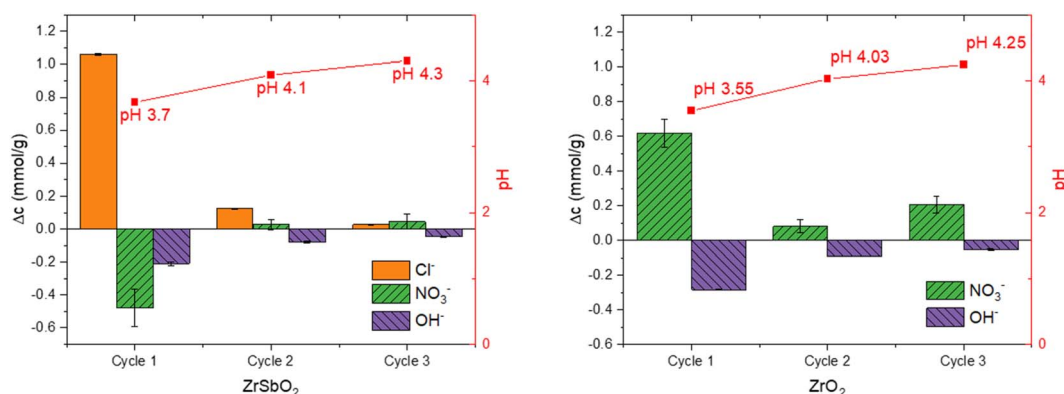 1.2
1.0
0.8
0.6
0.4
0.2
0.0
-0.2
-0.4
-0.6
Δc (mmol/g)
pH 3.7
pH 4.1
pH 4.3
Cl⁻
NO₃⁻
OH⁻
4
2
0
pH
Cycle 1 Cycle 2 Cycle 3
ZrSbO₂
1.2
1.0
0.8
0.6
0.4
0.2
0.0
-0.2
-0.4
-0.6
Δc (mmol/g)
pH 3.55
pH 4.03
pH 4.25
NO₃⁻
OH⁻
4
2
0
pH
Cycle 1 Cycle 2 Cycle 3
ZrO₂